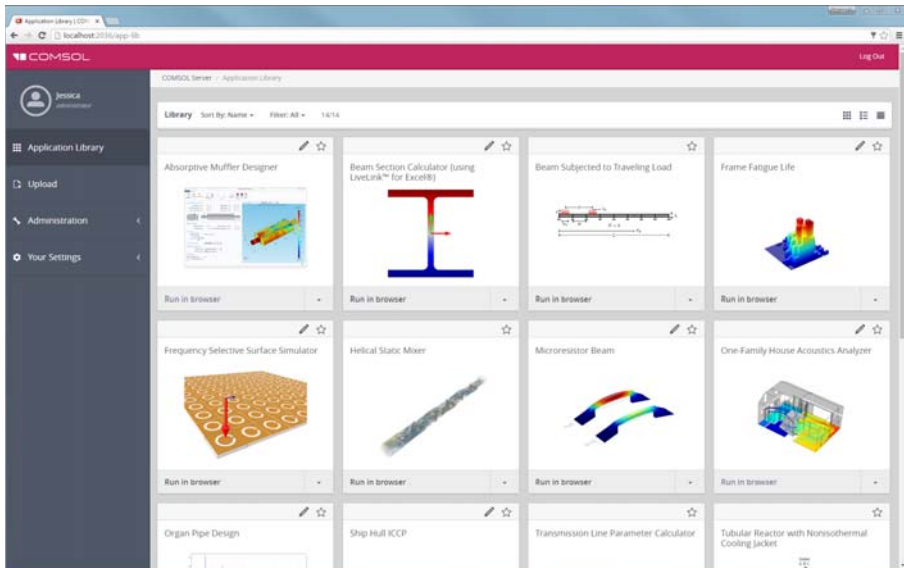 Application Library | COM
localhost:2036/app-lib
COMSOL
Log Out
Jessica
administrator
COMSOL Server / Application Library
Library Sort By: Name Filter: All 14/14
Application Library
Upload
Administration
Your Settings
Absorptive Muffler Designer
Run in browser
Beam Section Calculator (using
LiveLink™ for Excel®)
Run in browser
Beam Subjected to Traveling Load
Run in browser
Frame Fatigue Life
Run in browser
Frequency Selective Surface Simulator
Run in browser
Helical Static Mixer
Run in browser
Microresistor Beam
Run in browser
One-Family House Acoustics Analyzer
Run in browser
Organ Pipe Design
Ship Hull ICCP
Transmission Line Parameter Calculator
Tubular Reactor with Nonisothermal
Cooling Jacket